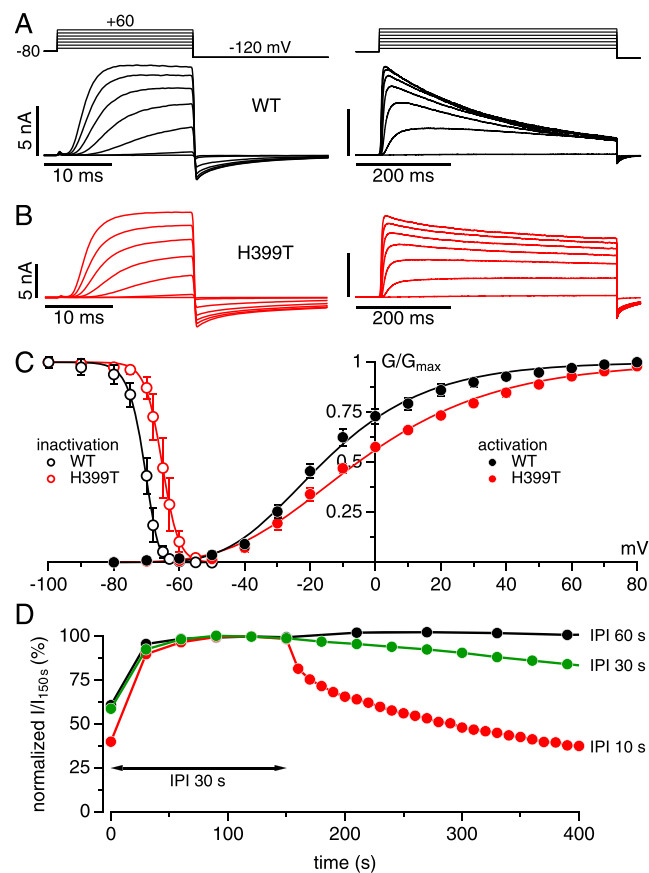 A
+60
-80
-120 mV
WT
5 nA
10 ms
200 ms
B
H399T
5 nA
10 ms
200 ms
C
G/Gmax
1
0.75
0.5
0.25
inactivation
WT
H399T
activation
WT
H399T
mV
-100 -80 -60 -40 -20 0 20 40 60 80
D
normalized I/I150s (%)
100
75
50
25
0
IPI 60 s
IPI 30 s
IPI 10 s
IPI 30 s
0 100 200 300 400
time (s)